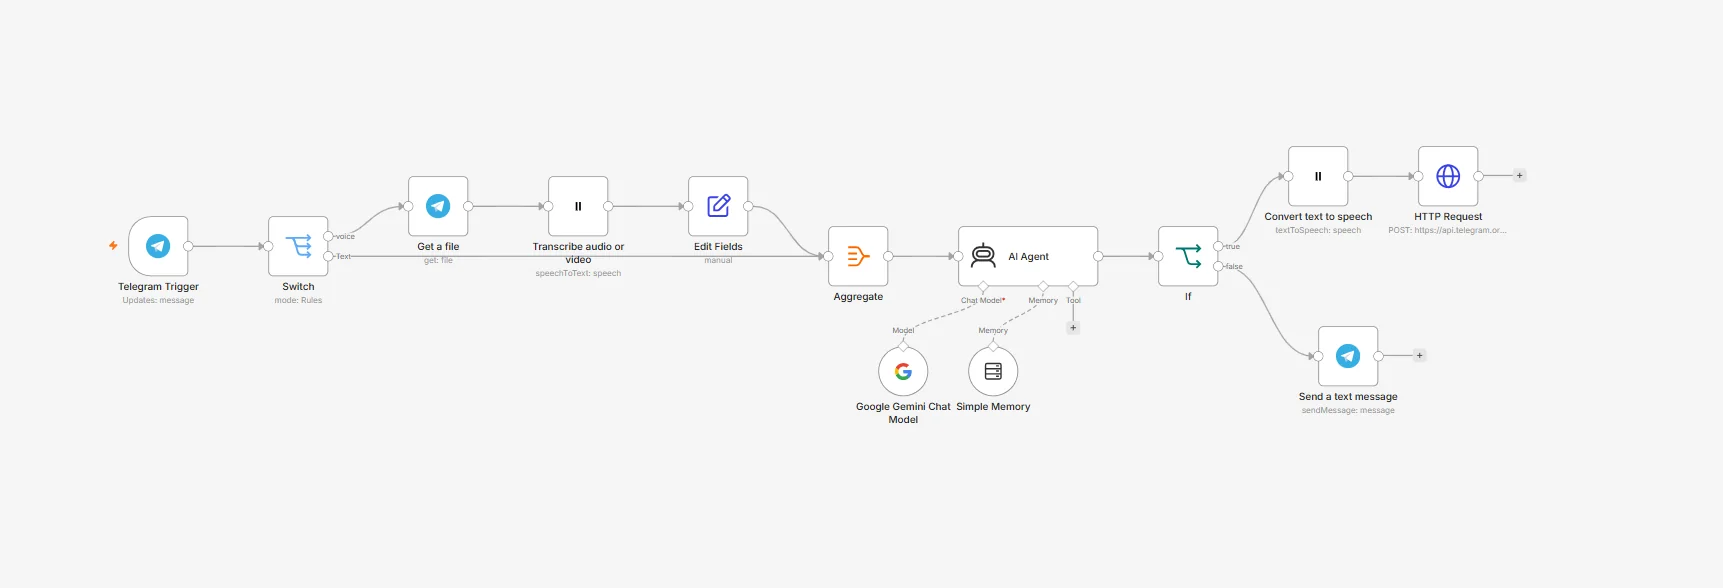 Telegram Trigger
Updates: message
Switch
mode: Rules
voice
Text
Get a file
get: file
Transcribe audio or
video
speechToText: speech
Edit Fields
manual
Aggregate
AI Agent
Chat Model*
Memory
Tool
+
Model
Memory
Google Gemini Chat
Model
Simple Memory
If
true
false
Convert text to speech
textToSpeech: speech
HTTP Request
POST: https://api.telegram.or...
+
Send a text message
sendMessage: message
+